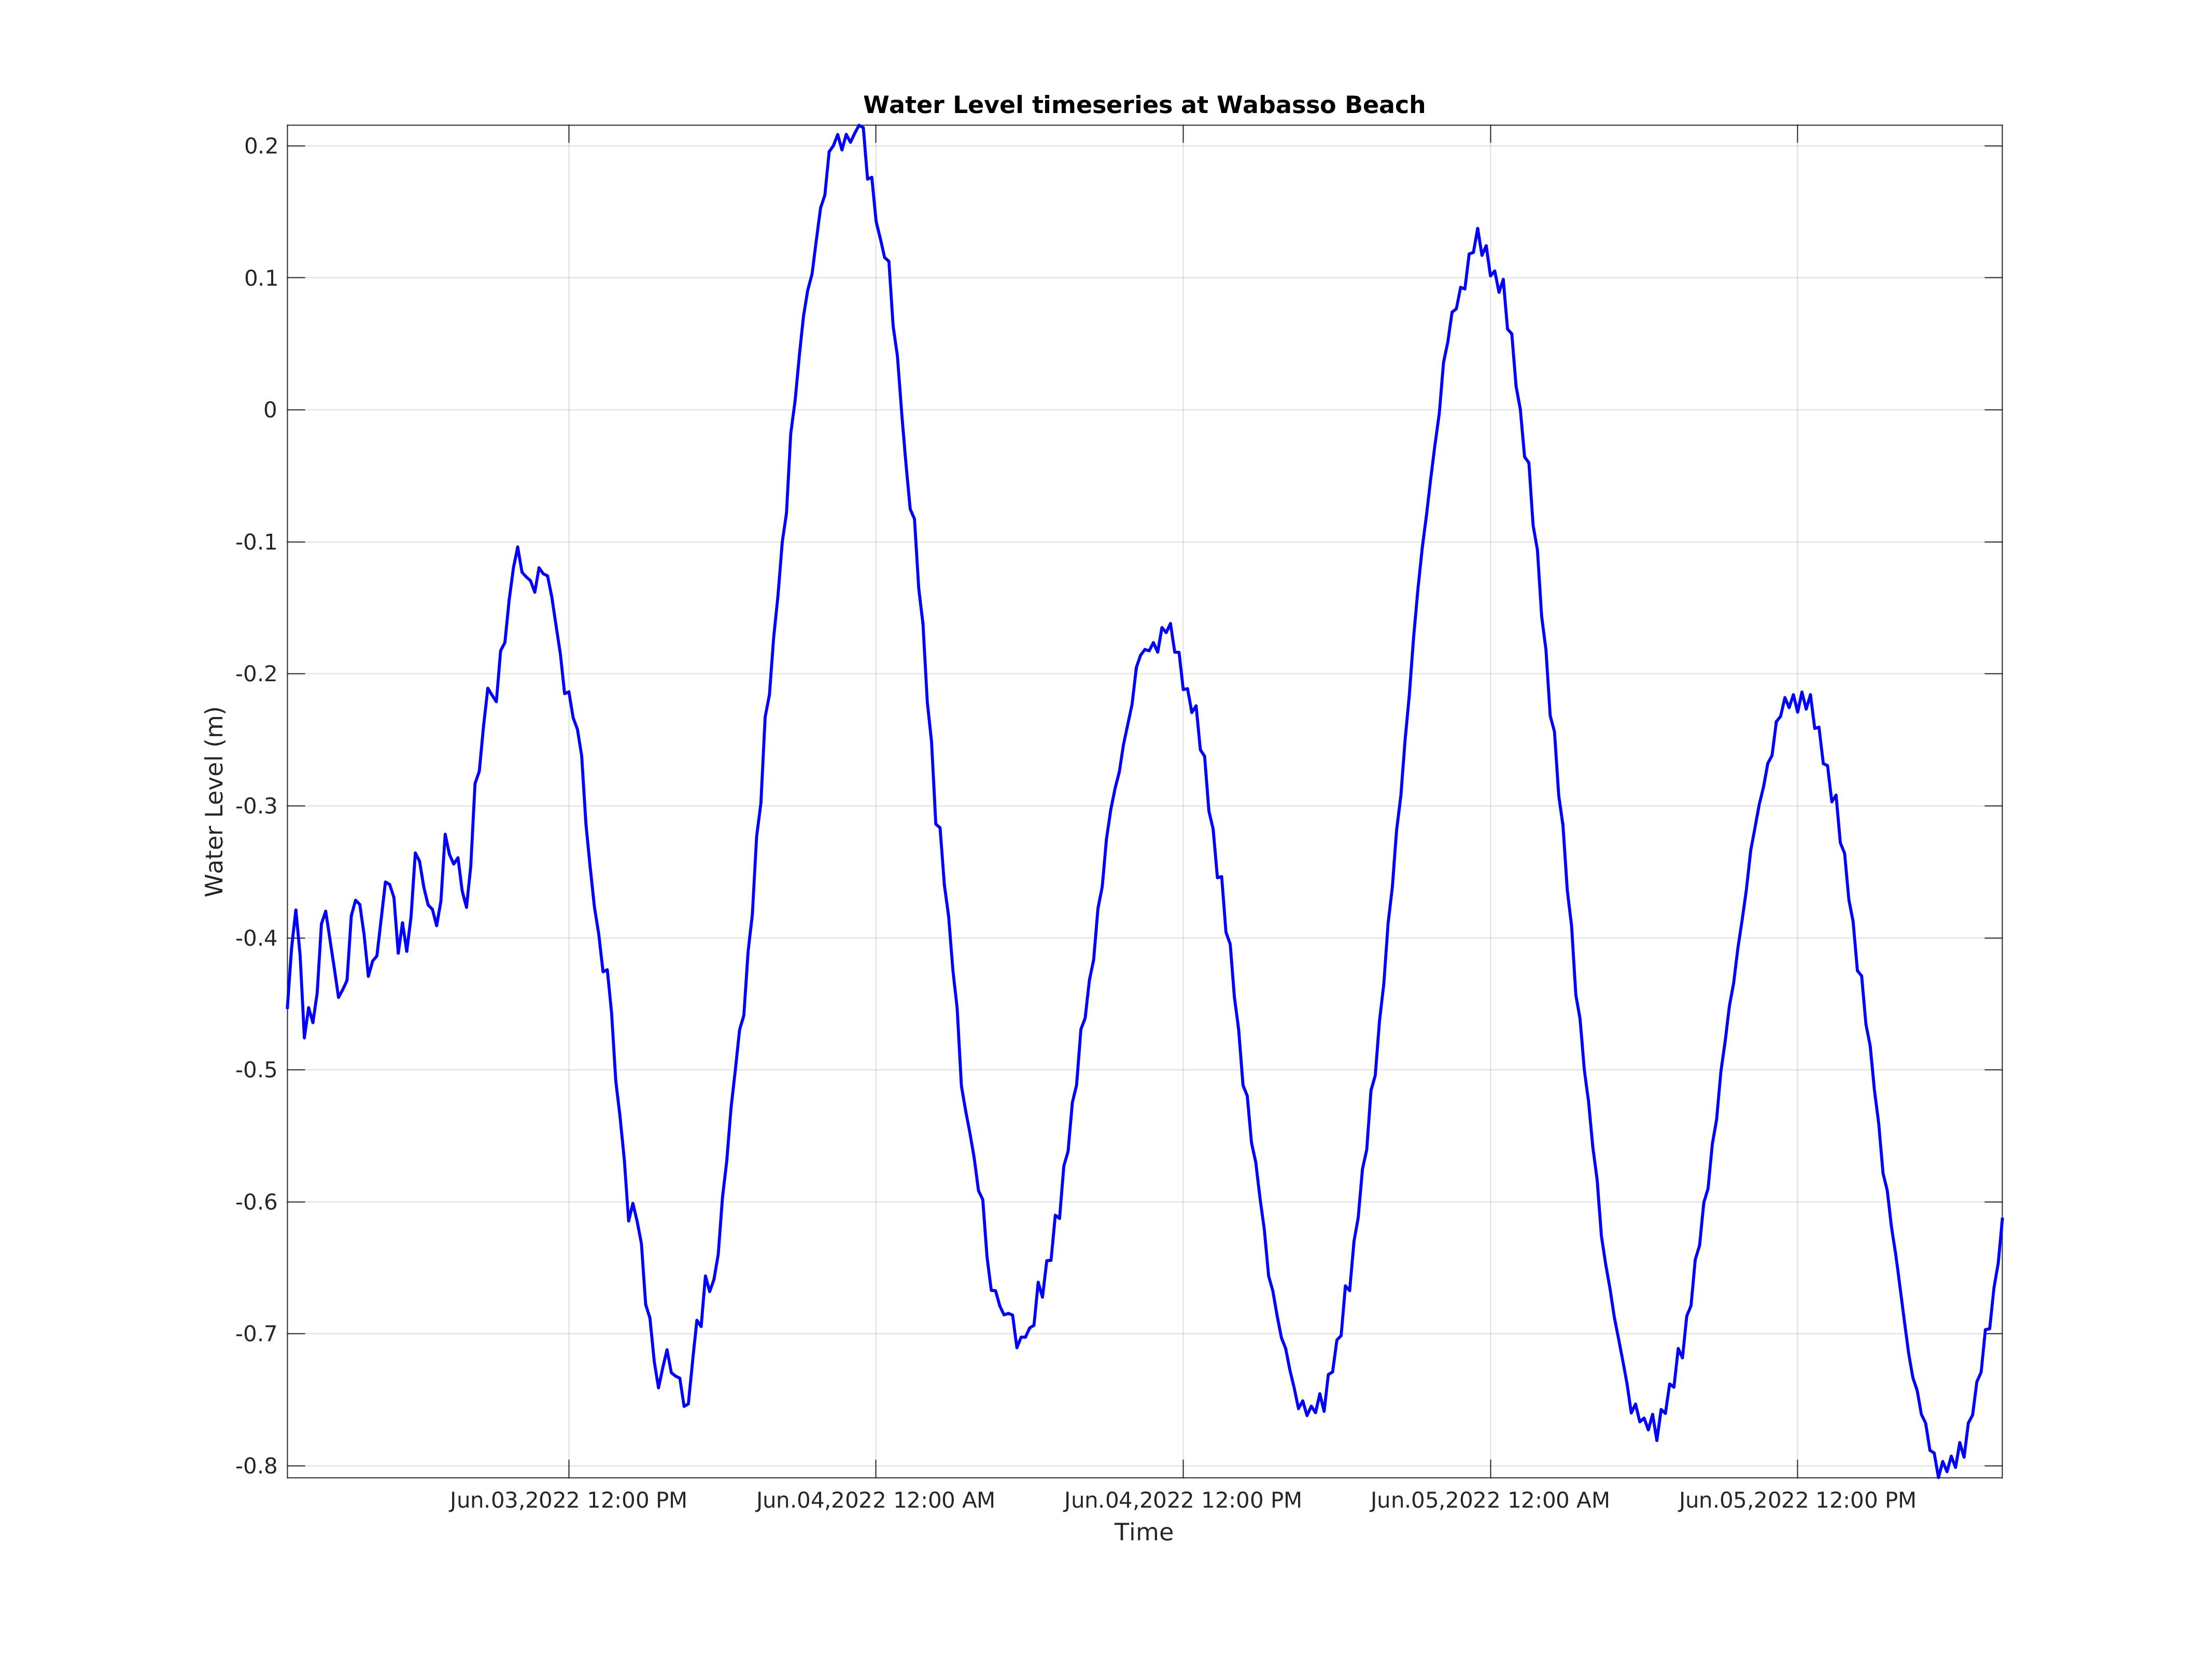 Water Level timeseries at Wabasso Beach
0.2
0.1
0
-0.1
-0.2
-0.3
-0.4
-0.5
-0.6
-0.7
-0.8
Water Level (m)
Jun.03,2022 12:00 PM
Jun.04,2022 12:00 AM
Jun.04,2022 12:00 PM
Jun.05,2022 12:00 AM
Jun.05,2022 12:00 PM
Time